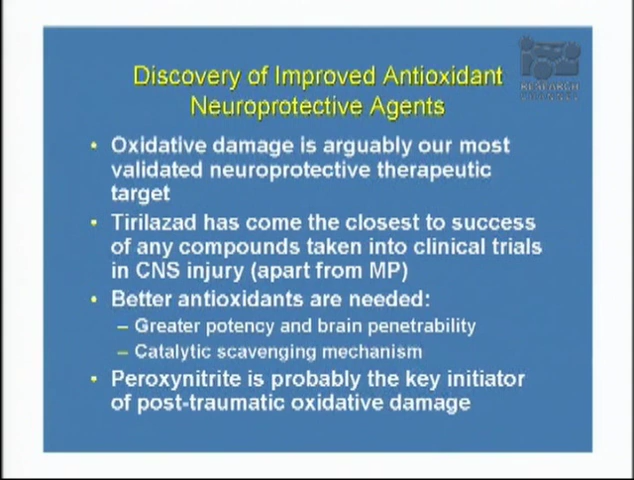 Discovery of Improved Antioxidant
Neuroprotective Agents
• Oxidative damage is arguably our most
validated neuroprotective therapeutic
target
• Tirilazad has come the closest to success
of any compounds taken into clinical trials
in CNS injury (apart from MP)
• Better antioxidants are needed:
– Greater potency and brain penetrability
– Catalytic scavenging mechanism
• Peroxynitrite is probably the key initiator
of post-traumatic oxidative damage
RESEARCH
CHANNEL